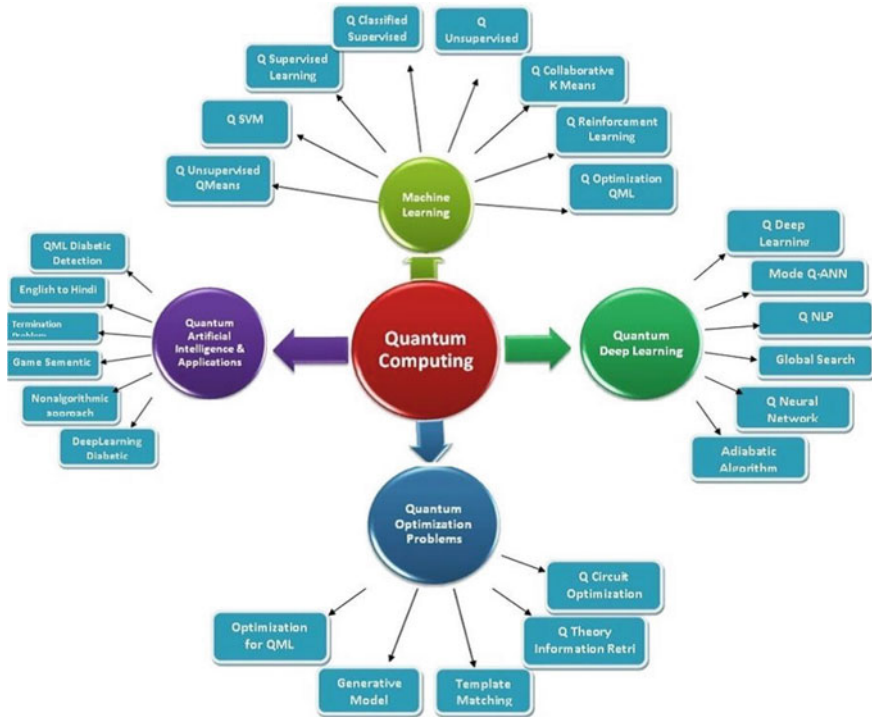 Q Classified
Supervised
Q
Unsupervised
Q Supervised
Learning
Q Collaborative
K Means
Q SVM
Q Reinforcement
Learning
Q Unsupervised
QMeans
Q Optimization
QML
Machine
Learning
QML Diabetic
Detection
English to Hindi
Termination
Problem
Game Sementic
Nonalgorithmic
approach
DeepLearning
Diabetic
Quantum
Artificial
Intelligence &
Applications
Quantum
Computing
Quantum
Deep Learning
Q Deep
Learning
Mode Q-ANN
Q NLP
Global Search
Q Neural
Network
Adiabatic
Algorithm
Quantum
Optimization
Problems
Q Circuit
Optimization
Optimization
for QML
Q Theory
Information Retri
Generative
Model
Template
Matching